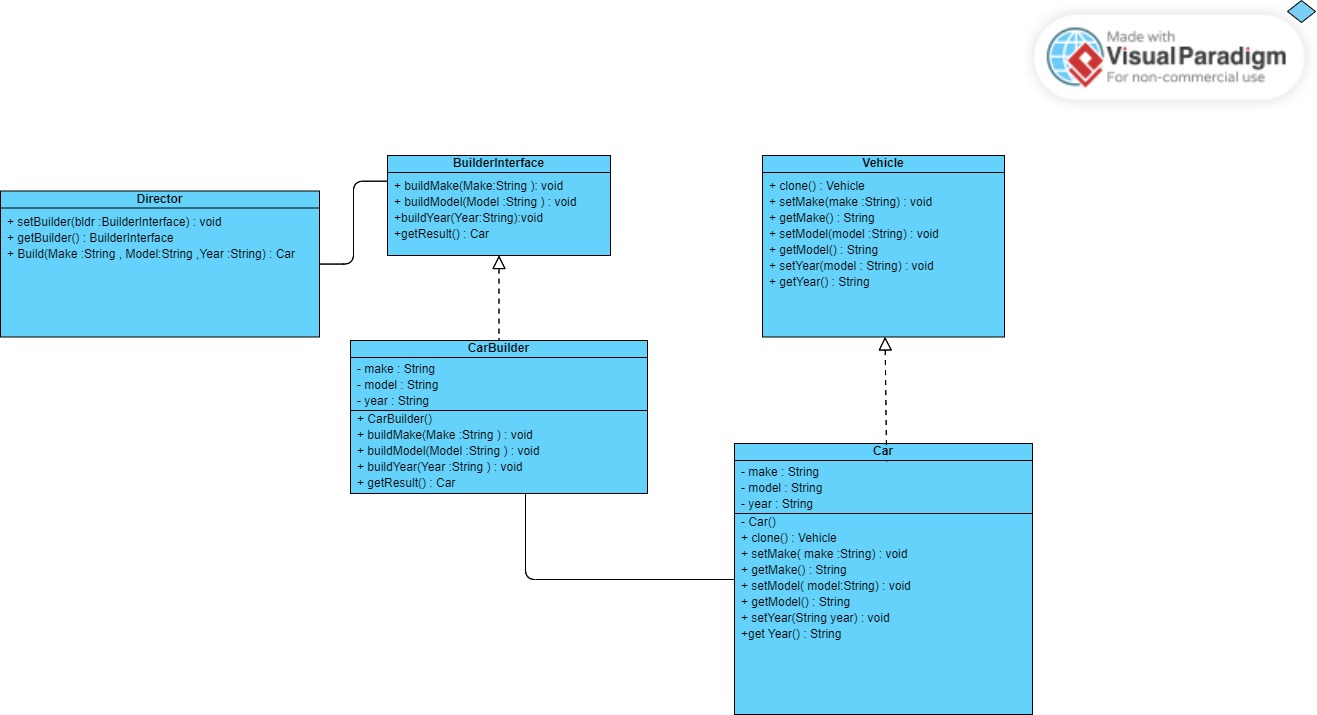 Made with
Visual Paradigm
For non-commercial use
Director
+ setBuilder(bldr :BuilderInterface) : void
+ getBuilder() : BuilderInterface
+ Build(Make :String , Model:String ,Year :String) : Car
BuilderInterface
+ buildMake(Make:String ): void
+ buildModel(Model :String ) : void
+buildYear(Year:String):void
+getResult() : Car
Vehicle
+ clone() : Vehicle
+ setMake(make :String) : void
+ getMake() : String
+ setModel(model :String) : void
+ getModel() : String
+ setYear(model : String) : void
+ getYear() : String
CarBuilder
- make : String
- model : String
- year : String
+ CarBuilder()
+ buildMake(Make :String ) : void
+ buildModel(Model :String ) : void
+ buildYear(Year :String ) : void
+ getResult() : Car
Car
- make : String
- model : String
- year : String
- Car()
+ clone() : Vehicle
+ setMake( make :String) : void
+ getMake() : String
+ setModel( model:String) : void
+ getModel() : String
+ setYear(String year) : void
+get Year() : String